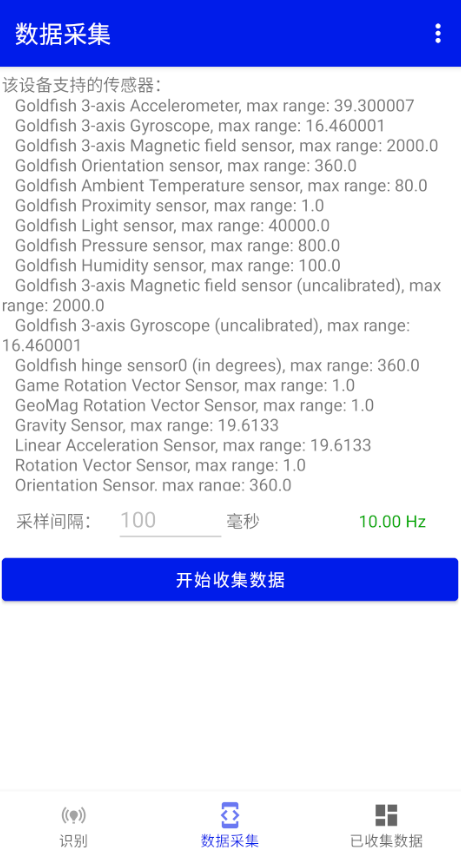 数据采集
该设备支持的传感器：
Goldfish 3-axis Accelerometer, max range: 39.300007
Goldfish 3-axis Gyroscope, max range: 16.460001
Goldfish 3-axis Magnetic field sensor, max range: 2000.0
Goldfish Orientation sensor, max range: 360.0
Goldfish Ambient Temperature sensor, max range: 80.0
Goldfish Proximity sensor, max range: 1.0
Goldfish Light sensor, max range: 40000.0
Goldfish Pressure sensor, max range: 800.0
Goldfish Humidity sensor, max range: 100.0
Goldfish 3-axis Magnetic field sensor (uncalibrated), max
range: 2000.0
Goldfish 3-axis Gyroscope (uncalibrated), max range:
16.460001
Goldfish hinge sensor0 (in degrees), max range: 360.0
Game Rotation Vector Sensor, max range: 1.0
GeoMag Rotation Vector Sensor, max range: 1.0
Gravity Sensor, max range: 19.6133
Linear Acceleration Sensor, max range: 19.6133
Rotation Vector Sensor, max range: 1.0
Orientation Sensor, max range: 360.0
采样间隔： 100 毫秒 10.00 Hz
开始收集数据
识别 数据采集 已收集数据